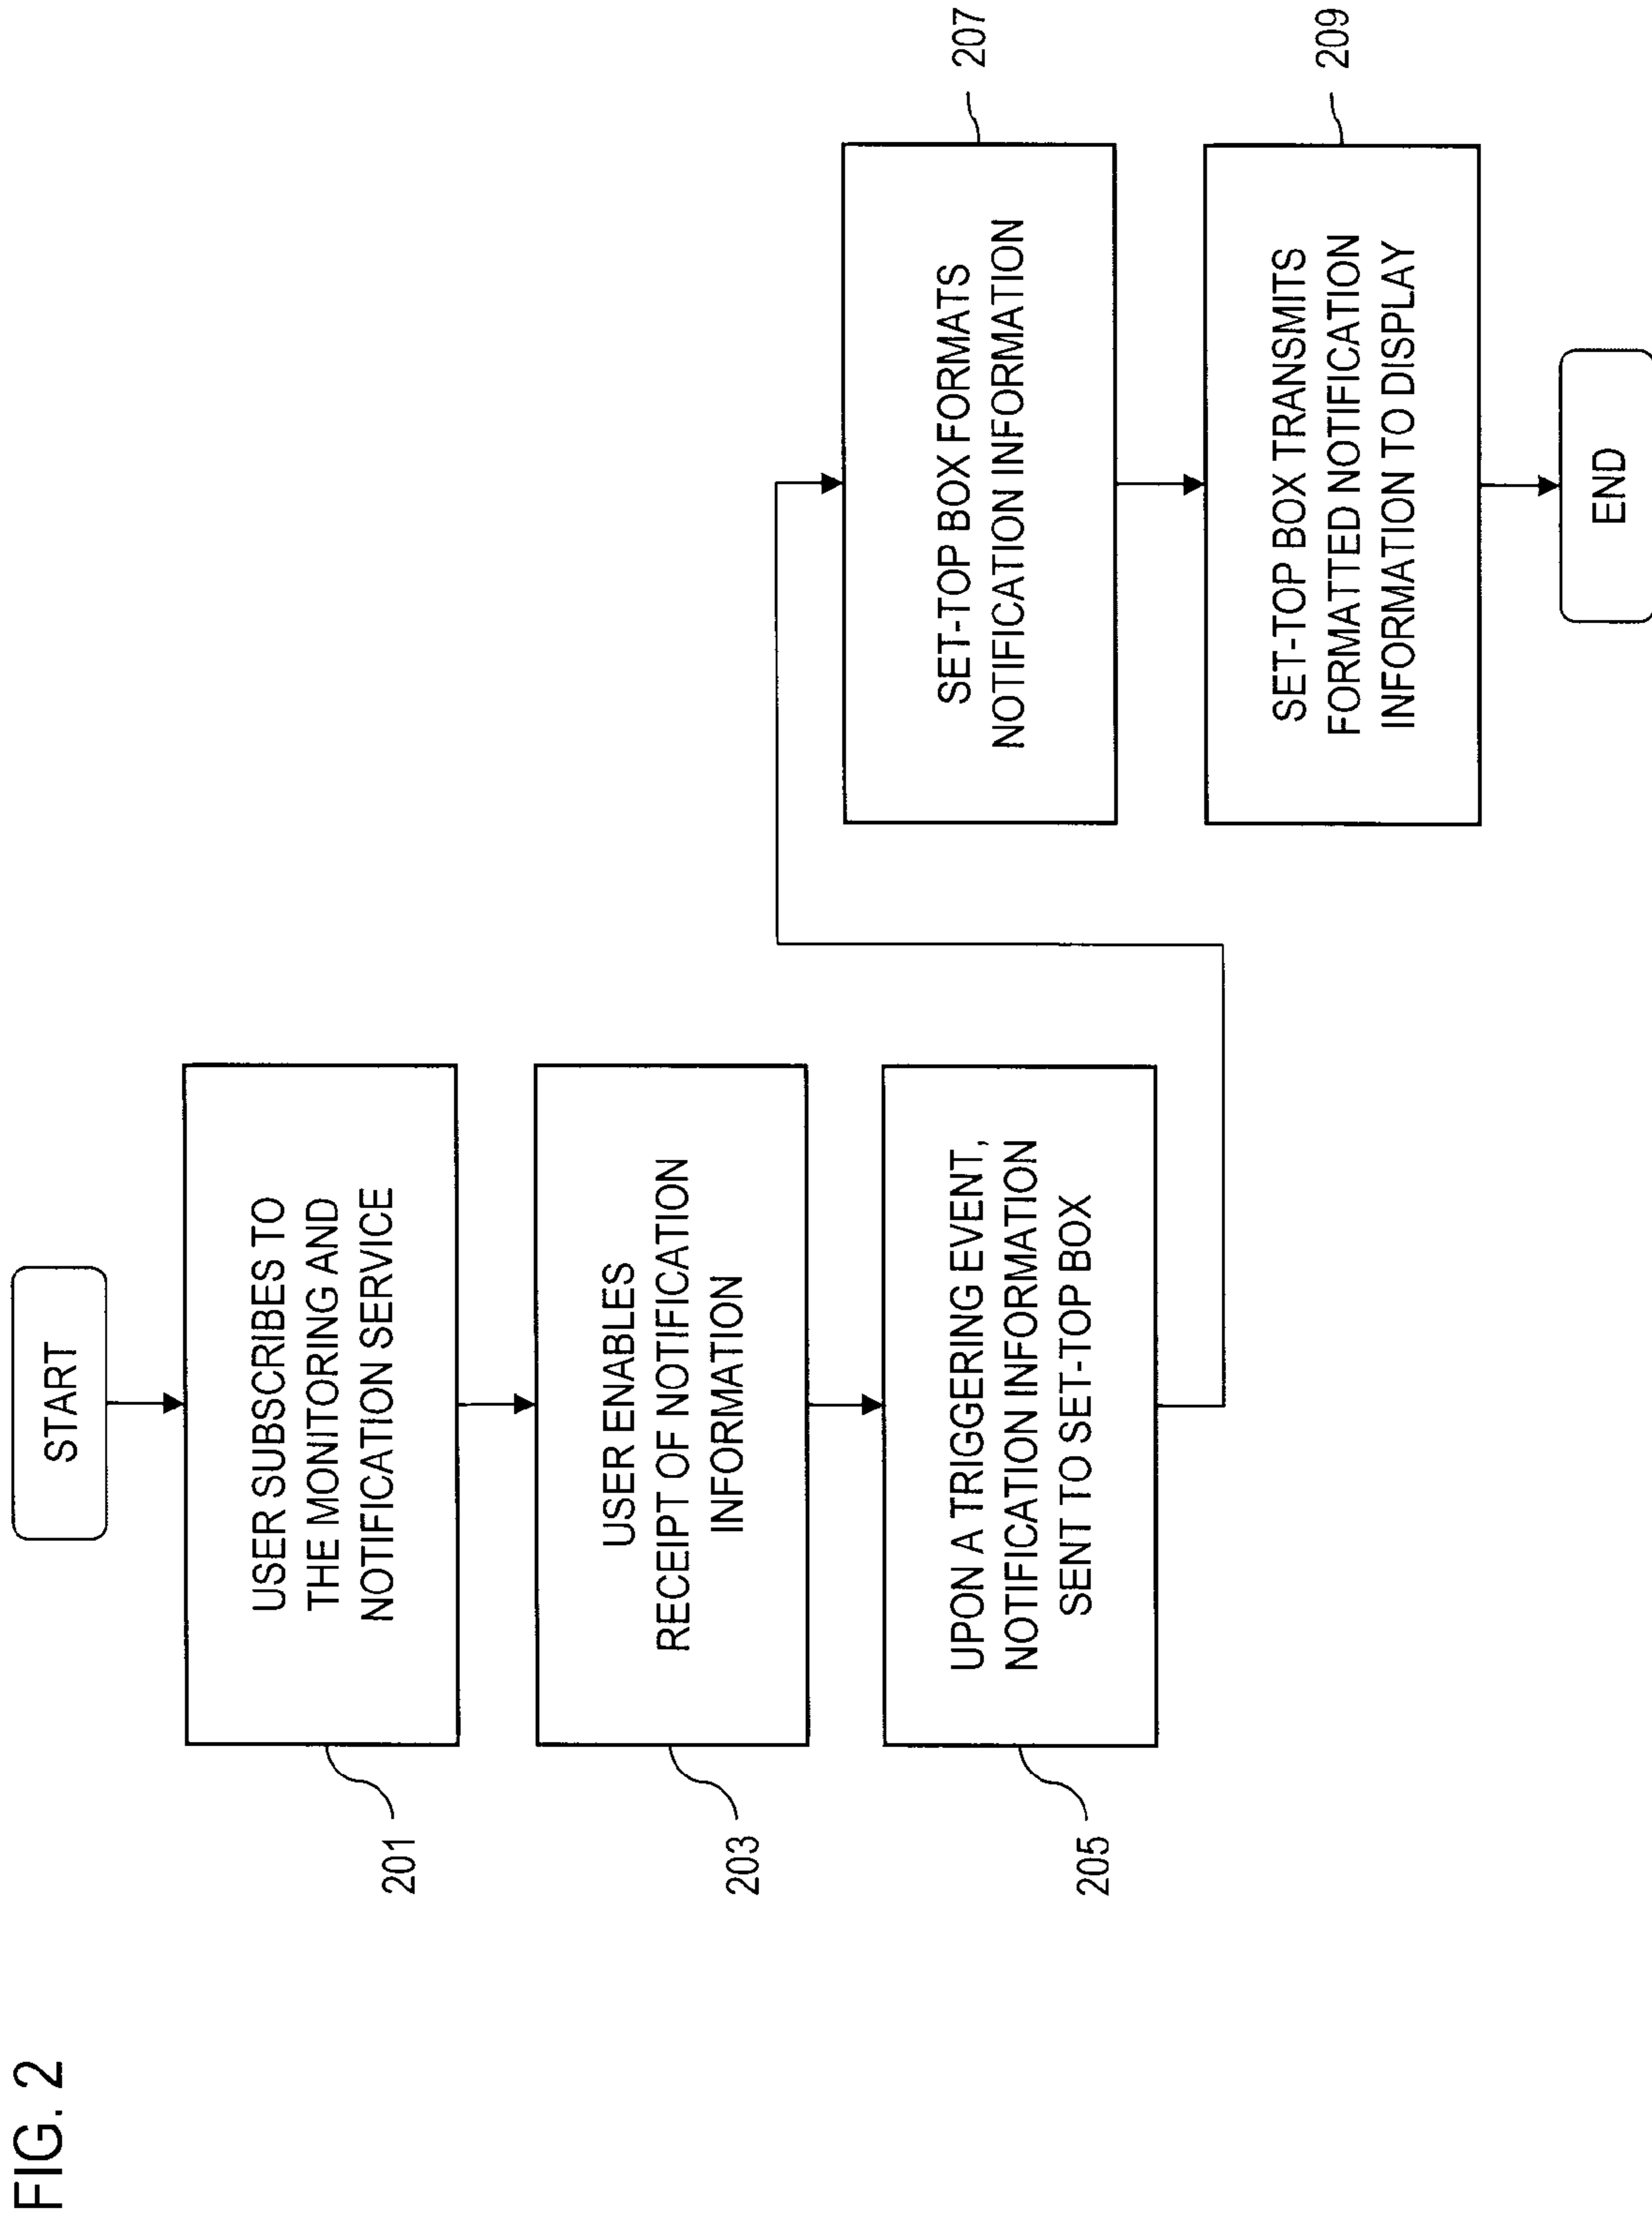 FIG. 2
START
USER SUBSCRIBES TO
THE MONITORING AND
NOTIFICATION SERVICE
201
USER ENABLES
RECEIPT OF NOTIFICATION
INFORMATION
203
UPON A TRIGGERING EVENT,
NOTIFICATION INFORMATION
SENT TO SET-TOP BOX
205
SET-TOP BOX FORMATS
NOTIFICATION INFORMATION
207
SET-TOP BOX TRANSMITS
FORMATTED NOTIFICATION
INFORMATION TO DISPLAY
209
END